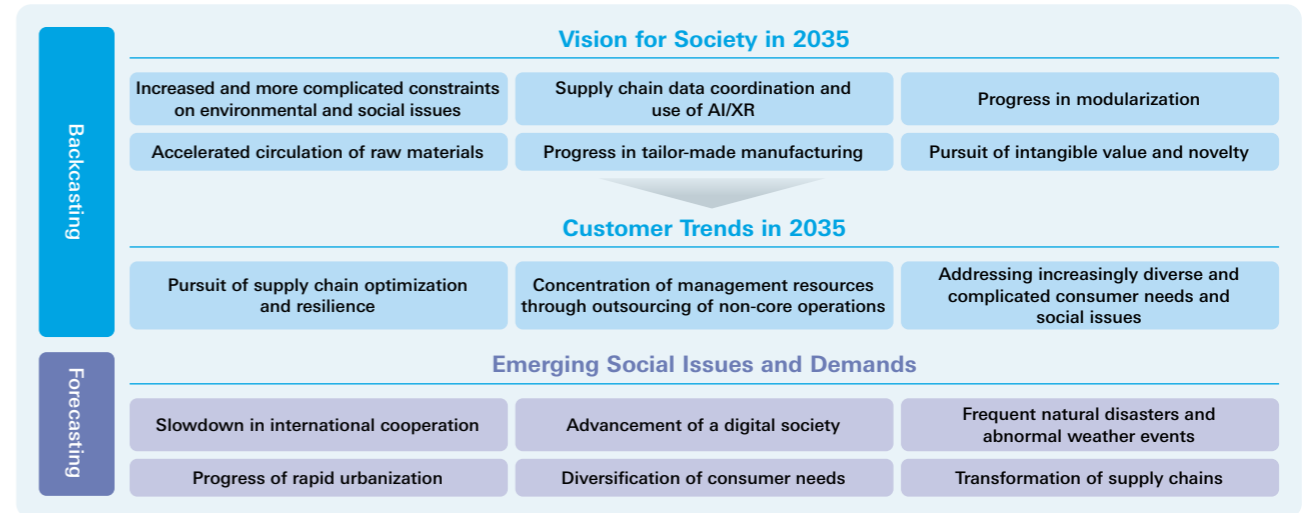 Backcasting
Vision for Society in 2035
Increased and more complicated constraints
on environmental and social issues
Supply chain data coordination and
use of AI/XR
Progress in modularization
Accelerated circulation of raw materials
Progress in tailor-made manufacturing
Pursuit of intangible value and novelty
Customer Trends in 2035
Pursuit of supply chain optimization
and resilience
Concentration of management resources
through outsourcing of non-core operations
Addressing increasingly diverse and
complicated consumer needs and
social issues
Forecasting
Emerging Social Issues and Demands
Slowdown in international cooperation
Advancement of a digital society
Frequent natural disasters and
abnormal weather events
Progress of rapid urbanization
Diversification of consumer needs
Transformation of supply chains